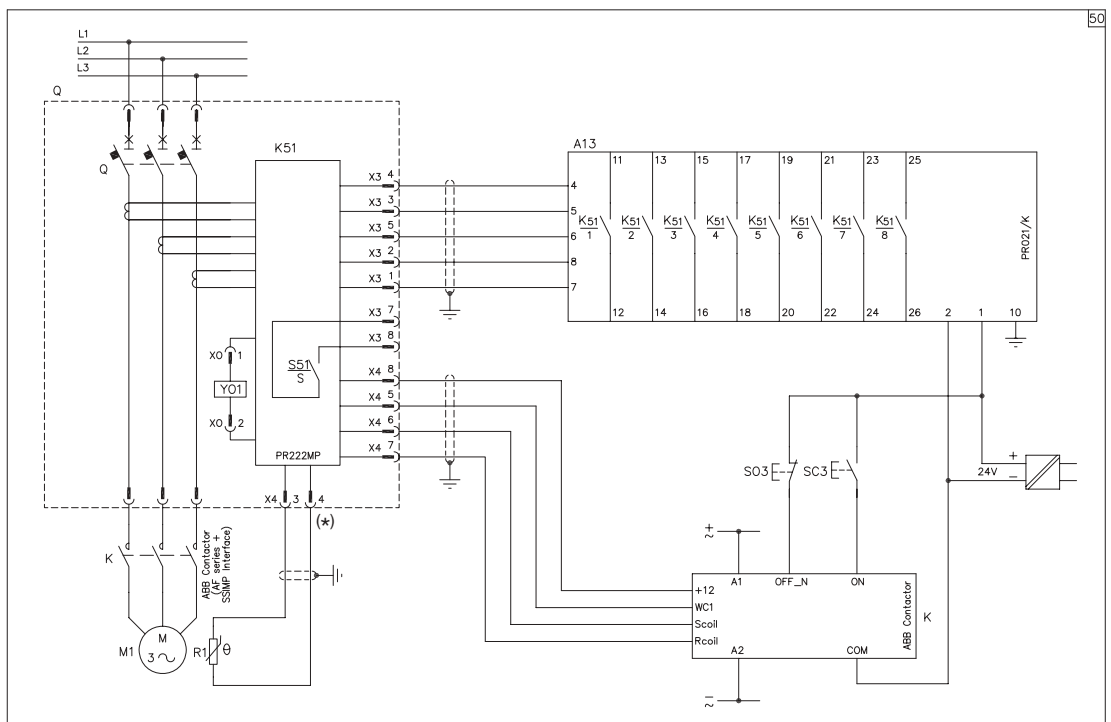 50
L1
L2
L3
Q
Q
K51
X3 4
X3 3
X3 5
X3 2
X3 1
X3 7
X3 8
X4 8
X4 5
X4 6
X4 7
S51
S
X0 1
Y01
X0 2
PR222MP
X4 3 4
(*)
A13
11 13 15 17 19 21 23 25
4
5
6
8
7
K51 K51 K51 K51 K51 K51 K51 K51
1 2 3 4 5 6 7 8
PR021/K
12 14 16 18 20 22 24 26 2 1 10
SO3
SC3
24V
+
−
K
ABB Contactor
(AF series +
SSIMP Interface)
M1
M
3 ~
R1 θ
+
~
A1 OFF_N ON
+12
WC1
Scoil
Rcoil
A2 COM
ABB Contactor
K
−
~